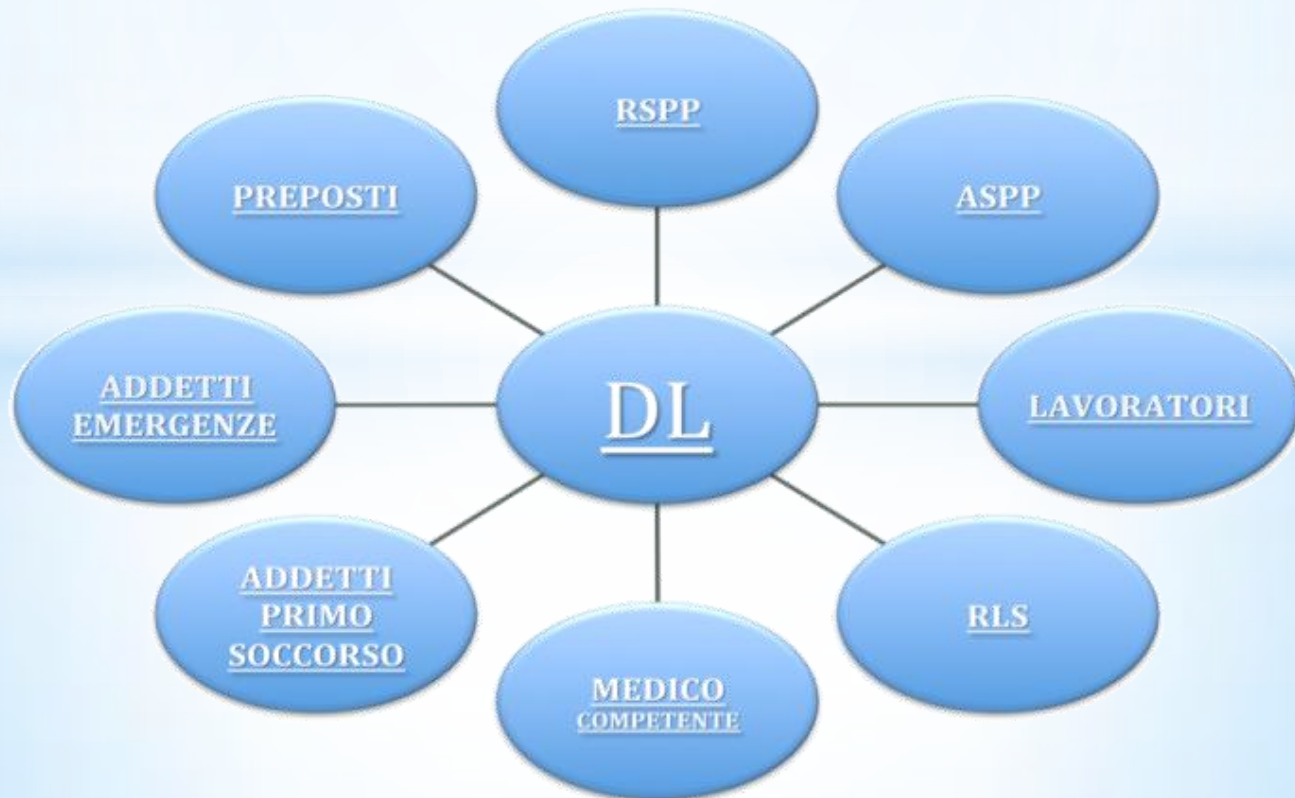 RSPP
PREPOSTI
ASPP
ADDETTI
EMERGENZE
DL
LAVORATORI
ADDETTI
PRIMO
SOCCORSO
RLS
MEDICO
COMPETENTE